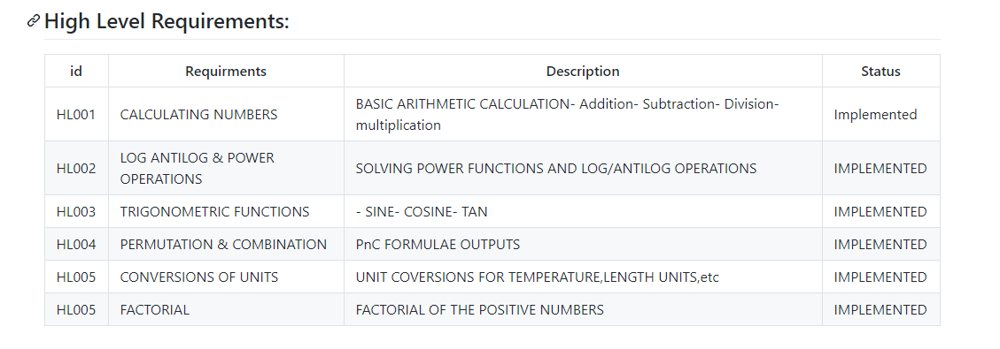 High Level Requirements:
id Requirments Description Status
HL001 CALCULATING NUMBERS BASIC ARITHMETIC CALCULATION- Addition- Subtraction- Division-
multiplication Implemented
HL002 LOG ANTILOG & POWER
OPERATIONS SOLVING POWER FUNCTIONS AND LOG/ANTILOG OPERATIONS IMPLEMENTED
HL003 TRIGONOMETRIC FUNCTIONS - SINE- COSINE- TAN IMPLEMENTED
HL004 PERMUTATION & COMBINATION PnC FORMULAE OUTPUTS IMPLEMENTED
HL005 CONVERSIONS OF UNITS UNIT COVERSIONS FOR TEMPERATURE,LENGTH UNITS,etc IMPLEMENTED
HL005 FACTORIAL FACTORIAL OF THE POSITIVE NUMBERS IMPLEMENTED